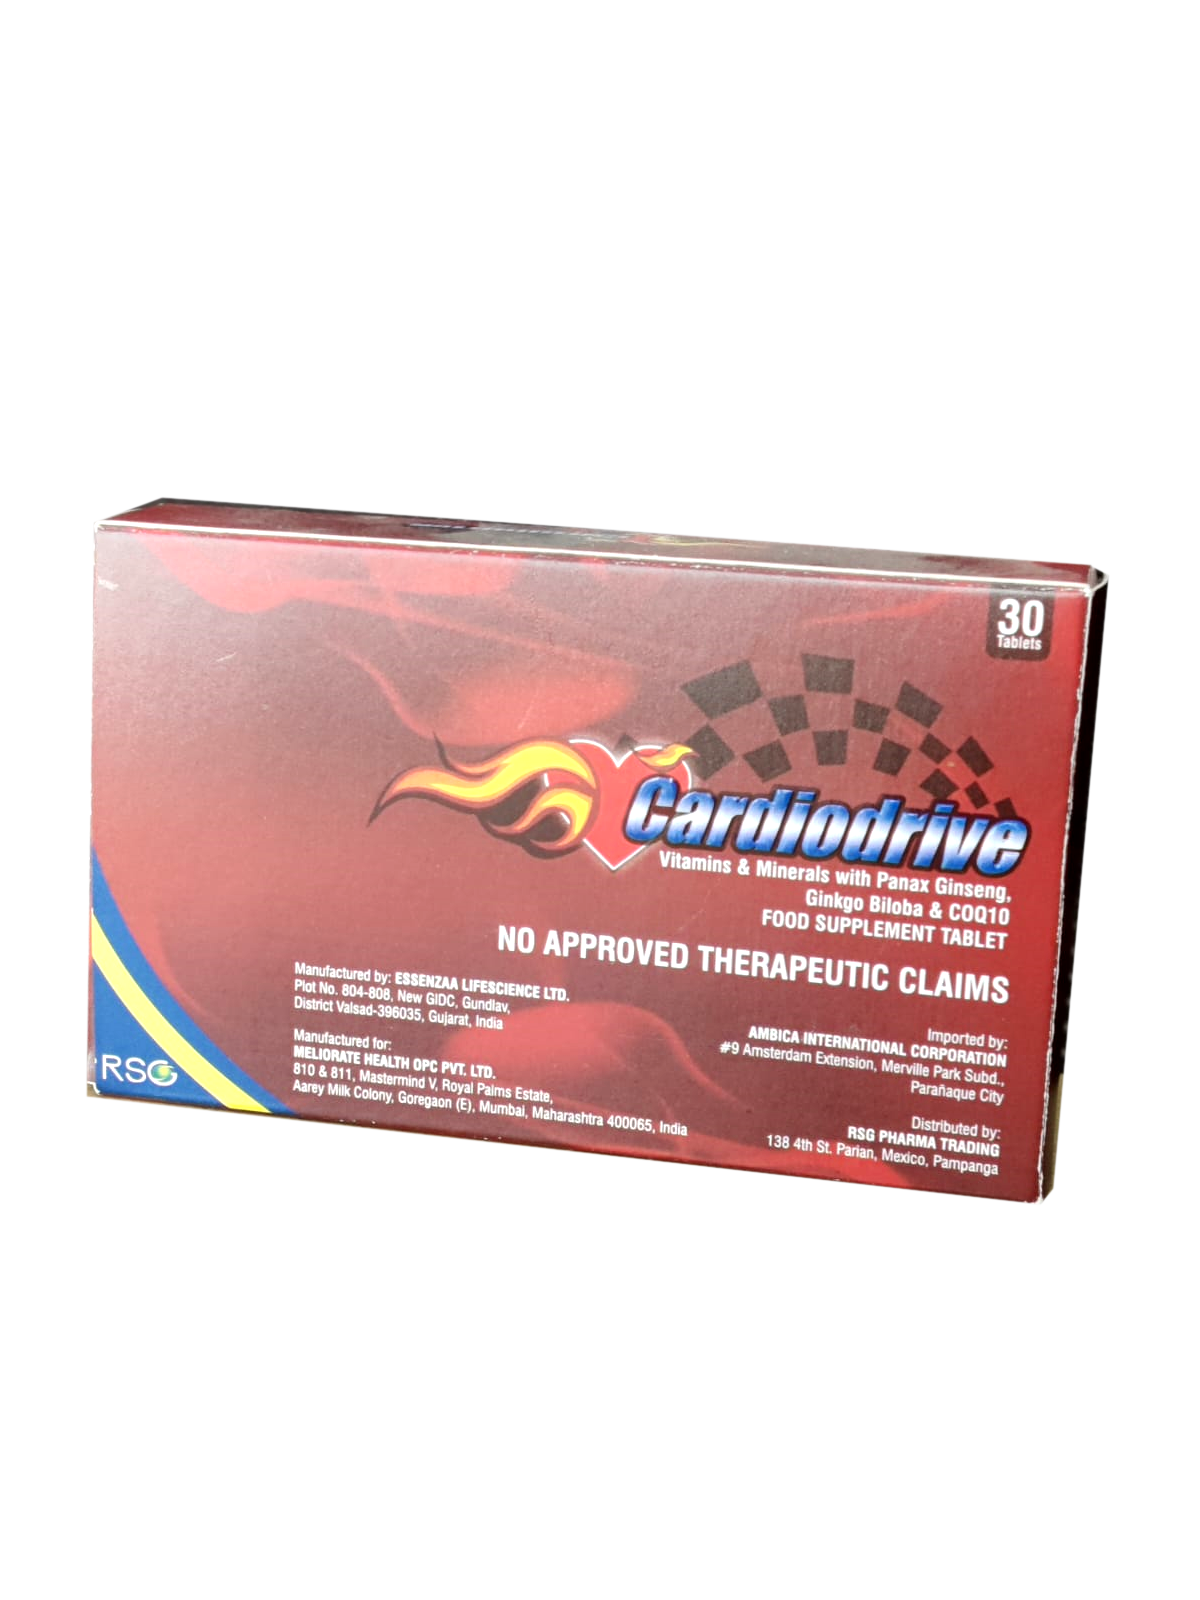 30
Tablets
Cardiodrive
Vitamins & Minerals with Panax Ginseng,
Ginkgo Biloba & COQ10
FOOD SUPPLEMENT TABLET
NO APPROVED THERAPEUTIC CLAIMS
Manufactured by: ESSENZAA LIFESCIENCE LTD.
Plot No. 804-808, New GIDC, Gundlav,
District Valsad-396035, Gujarat, India
Manufactured for:
MELIORATE HEALTH OPC PVT. LTD.
810 & 811, Mastermind V, Royal Palms Estate,
Aarey Milk Colony, Goregaon (E), Mumbai, Maharashtra 400065, India
Imported by:
AMBICA INTERNATIONAL CORPORATION
#9 Amsterdam Extension, Merville Park Subd.,
Parañaque City
Distributed by:
RSG PHARMA TRADING
138 4th St. Parian, Mexico, Pampanga
RSG